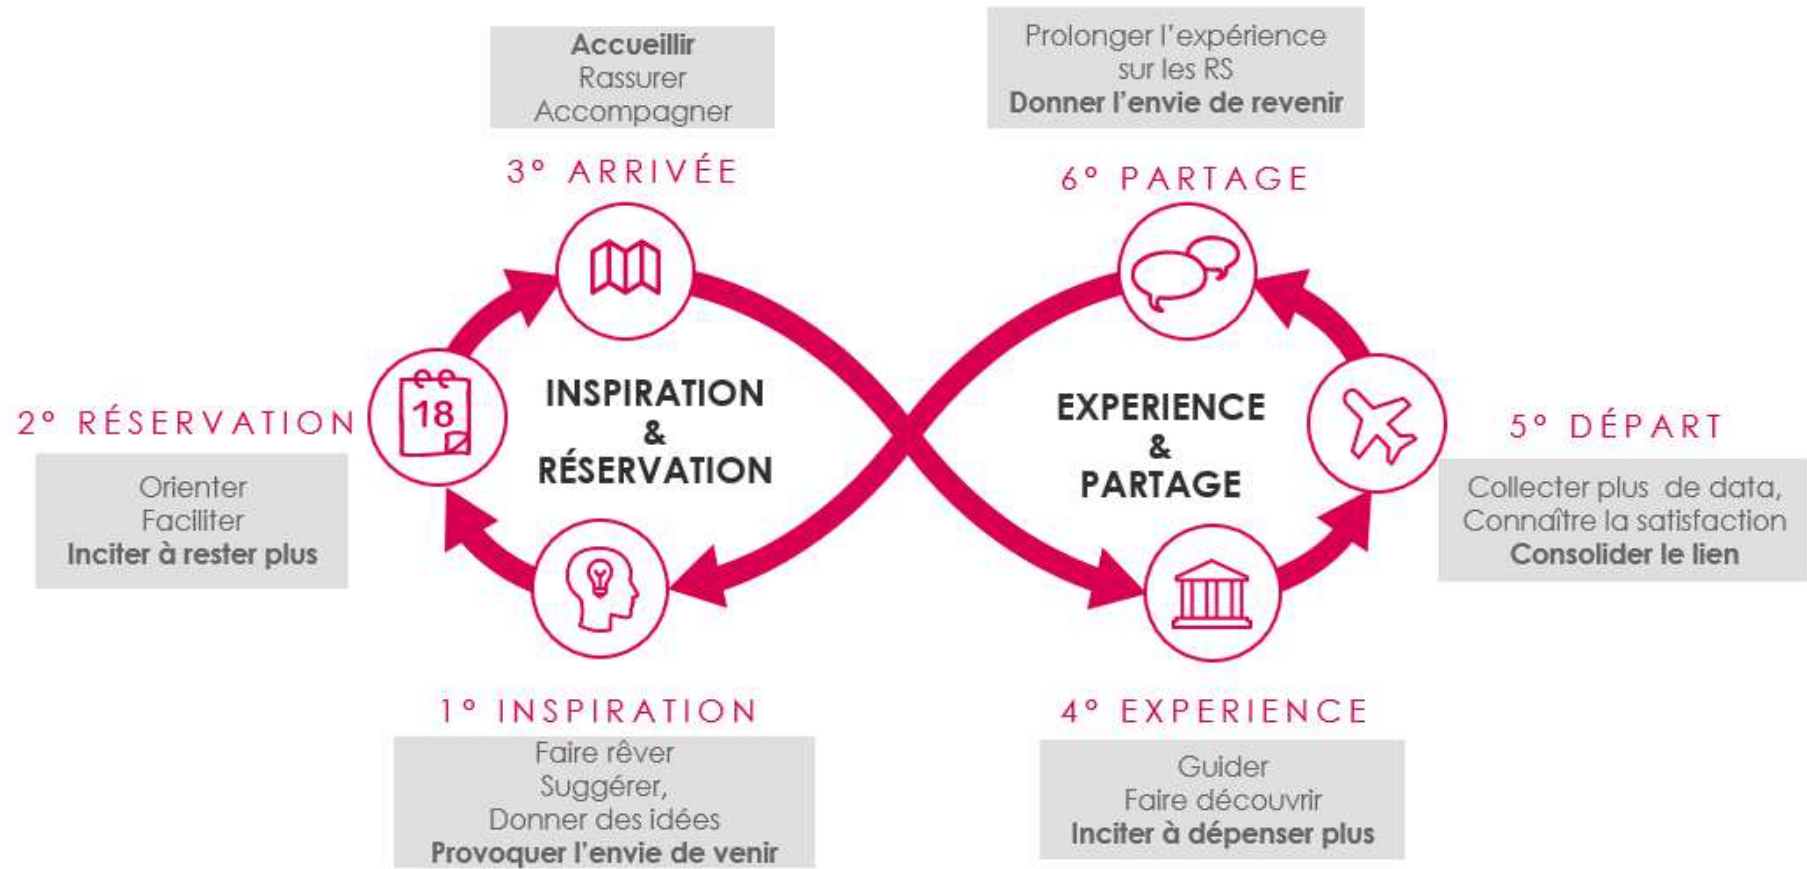 Accueillir
Rassurer
Accompagner
3° ARRIVÉE
Prolonger l'expérience
sur les RS
Donner l'envie de revenir
6° PARTAGE
2° RÉSERVATION
Orienter
Faciliter
Inciter à rester plus
18
INSPIRATION
&
RÉSERVATION
EXPERIENCE
&
PARTAGE
5° DÉPART
Collecter plus de data,
Connaître la satisfaction
Consolider le lien
1° INSPIRATION
Faire rêver
Suggérer,
Donner des idées
Provoquer l'envie de venir
4° EXPERIENCE
Guider
Faire découvrir
Inciter à dépenser plus